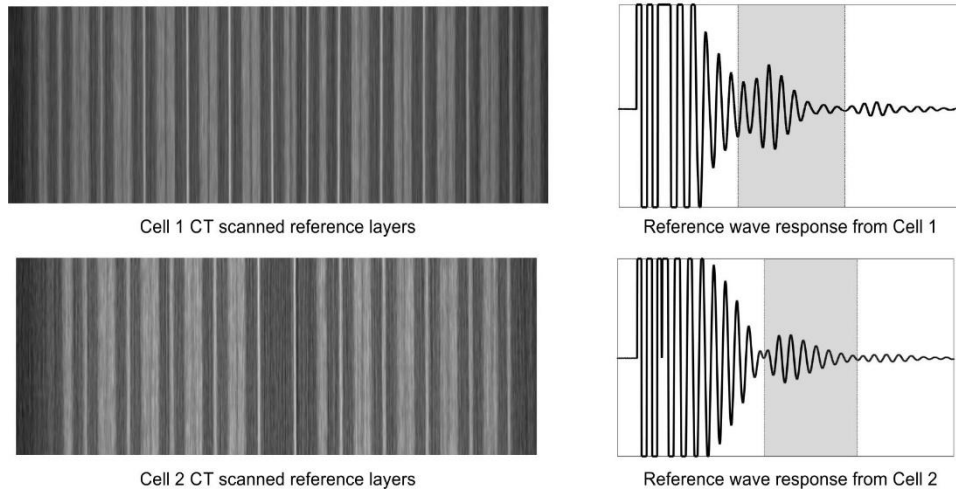 Cell 1 CT scanned reference layers
Reference wave response from Cell 1
Cell 2 CT scanned reference layers
Reference wave response from Cell 2